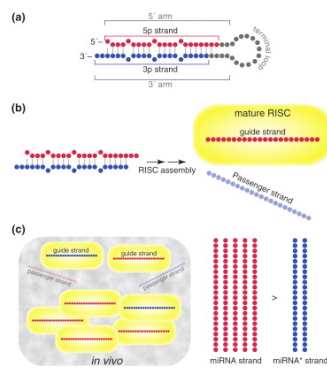 (a)
5´ arm
5p strand
5´
3´
terminal loop
3p strand
3´ arm
(b)
mature RISC
guide strand
RISC assembly
Passenger strand
(c)
guide strand
guide strand
passenger strand
passenger strand
in vivo
>
miRNA strand
miRNA* strand